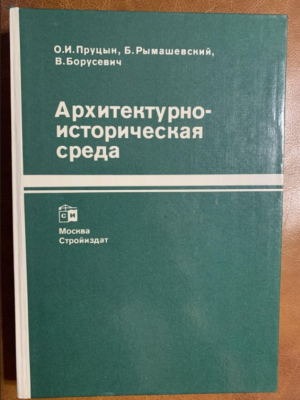 О.И.Пруцын, Б.Рымашевский,
В.Борусевич
Архитектурно-
историческая
среда
С И
Москва
Стройиздат